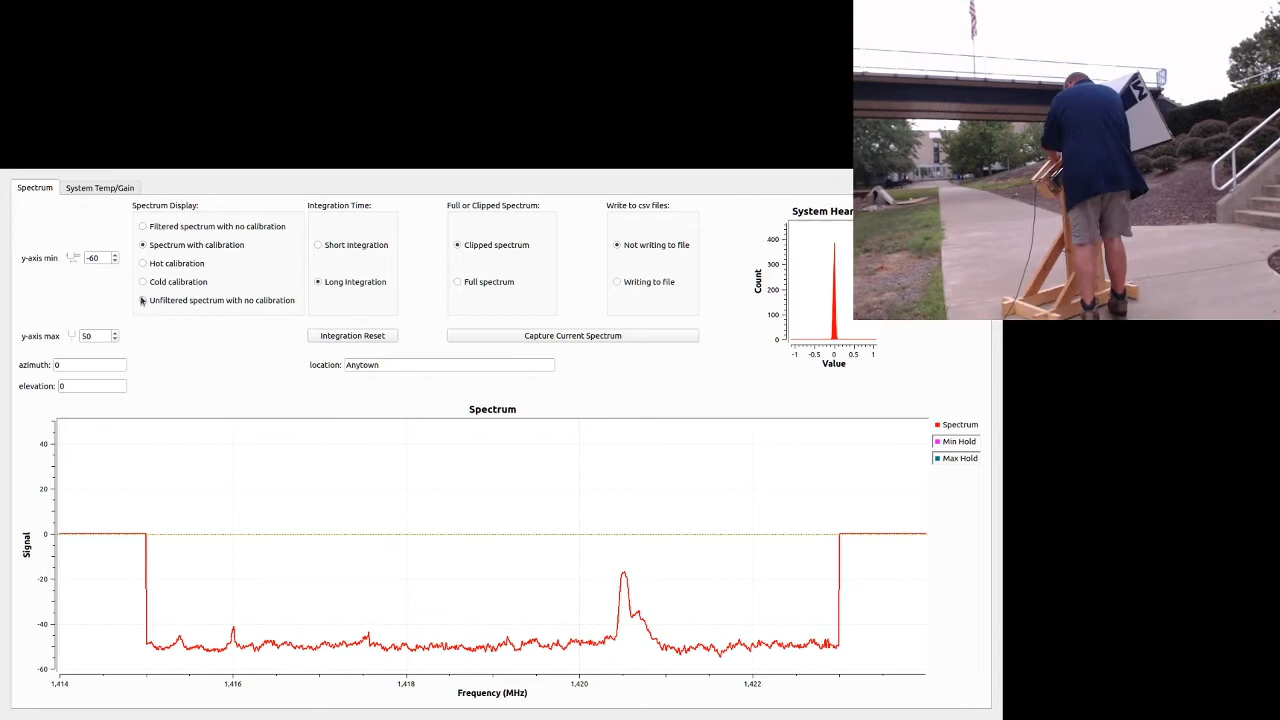 Spectrum System Temp/Gain
Spectrum Display: Integration Time: Full or Clipped Spectrum: Write to csv files:
Filtered spectrum with no calibration
y-axis min -60 Spectrum with calibration Short Integration Clipped spectrum Not writing to file
Hot calibration
Cold calibration Long Integration Full spectrum Writing to file
Unfiltered spectrum with no calibration
y-axis max 50 Integration Reset Capture Current Spectrum
azimuth: 0 location: Anytown
elevation: 0
400
300
200
100
0
Count
-1 -0.5 0 0.5 1
Value
Spectrum
40
20
0
-20
-40
-60
Signal
1,414 1,416 1,418 1,420 1,422
Frequency (MHz)
Spectrum
Min Hold
Max Hold